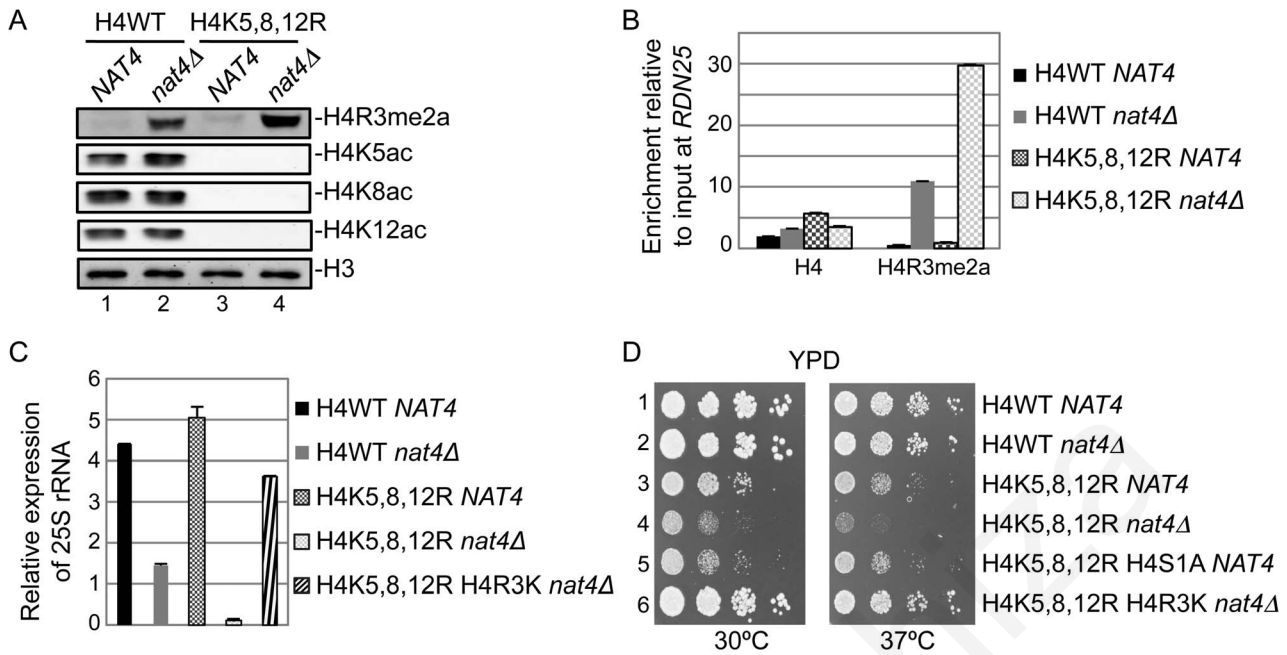 A
H4WT H4K5,8,12R
NAT4 nat4Δ NAT4 nat4Δ
-H4R3me2a
-H4K5ac
-H4K8ac
-H4K12ac
-H3
1 2 3 4
B
Enrichment relative
to input at RDN25
30
20
10
0
H4 H4R3me2a
H4WT NAT4
H4WT nat4Δ
H4K5,8,12R NAT4
H4K5,8,12R nat4Δ
C
Relative expression
of 25S rRNA
6
5
4
3
2
1
0
H4WT NAT4
H4WT nat4Δ
H4K5,8,12R NAT4
H4K5,8,12R nat4Δ
H4K5,8,12R H4R3K nat4Δ
D
YPD
1 H4WT NAT4
2 H4WT nat4Δ
3 H4K5,8,12R NAT4
4 H4K5,8,12R nat4Δ
5 H4K5,8,12R H4S1A NAT4
6 H4K5,8,12R H4R3K nat4Δ
30ºC 37ºC